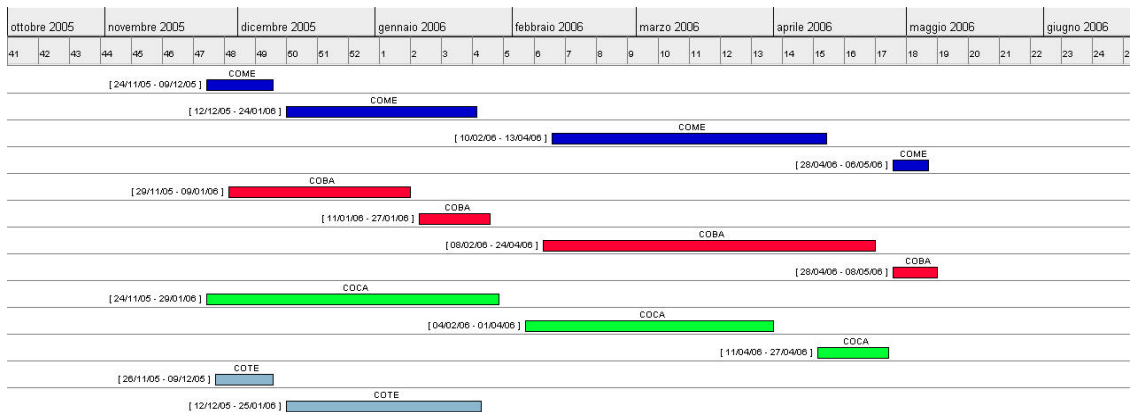 ottobre 2005 novembre 2005 dicembre 2005 gennaio 2006 febbraio 2006 marzo 2006 aprile 2006 maggio 2006 giugno 2006
41 42 43 44 45 46 47 48 49 50 51 52 1 2 3 4 5 6 7 8 9 10 11 12 13 14 15 16 17 18 19 20 21 22 23 24
COME
[ 24/11/05 - 09/12/05 ]
COME
[ 12/12/05 - 24/01/06 ]
COME
[ 10/02/06 - 13/04/06 ]
COME
[ 28/04/06 - 06/05/06 ]
COBA
[ 29/11/05 - 09/01/06 ]
COBA
[ 11/01/06 - 27/01/06 ]
COBA
[ 08/02/06 - 24/04/06 ]
COBA
[ 28/04/06 - 08/05/06 ]
COCA
[ 24/11/05 - 29/01/06 ]
COCA
[ 04/02/06 - 01/04/06 ]
COCA
[ 11/04/06 - 27/04/06 ]
COTE
[ 26/11/05 - 09/12/05 ]
COTE
[ 12/12/05 - 25/01/06 ]